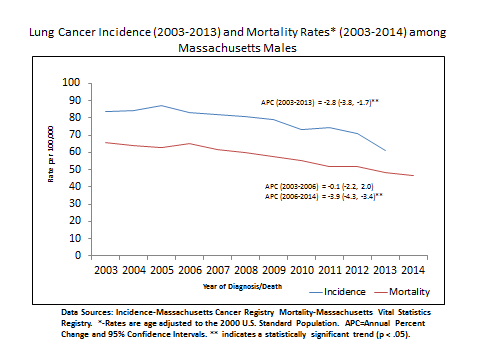 Lung Cancer Incidence (2003-2013) and Mortality Rates* (2003-2014) among
Massachusetts Males
100
90
80
70
60
50
40
30
20
10
0
Rate per 100,000
APC (2003-2013) = -2.8 (-3.8, -1.7)**
APC (2003-2006) = -0.1 (-2.2, 2.0)
APC (2006-2014) = -3.9 (-4.3, -3.4)**
2003 2004 2005 2006 2007 2008 2009 2010 2011 2012 2013 2014
Year of Diagnosis/Death
Incidence Mortality
Data Sources: Incidence-Massachusetts Cancer Registry Mortality-Massachusetts Vital Statistics
Registry. *-Rates are age adjusted to the 2000 U.S. Standard Population. APC=Annual Percent
Change and 95% Confidence Intervals. ** indicates a statistically significant trend (p < .05).